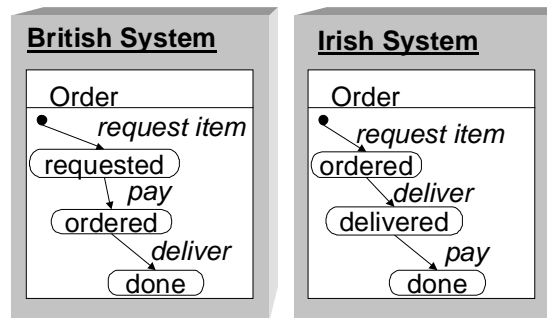 British System
Order
request item
requested
pay
ordered
deliver
done
Irish System
Order
request item
ordered
deliver
delivered
pay
done